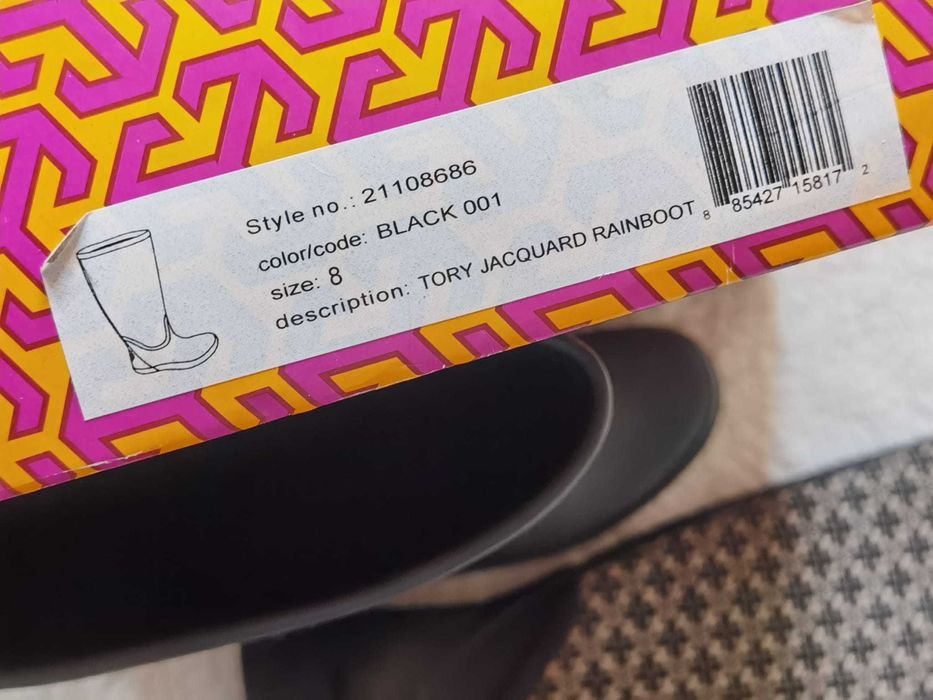 Style no.: 21108686
color/code: BLACK 001
size: 8
description: TORY JACQUARD RAINBOOT
8 85427 15817 2